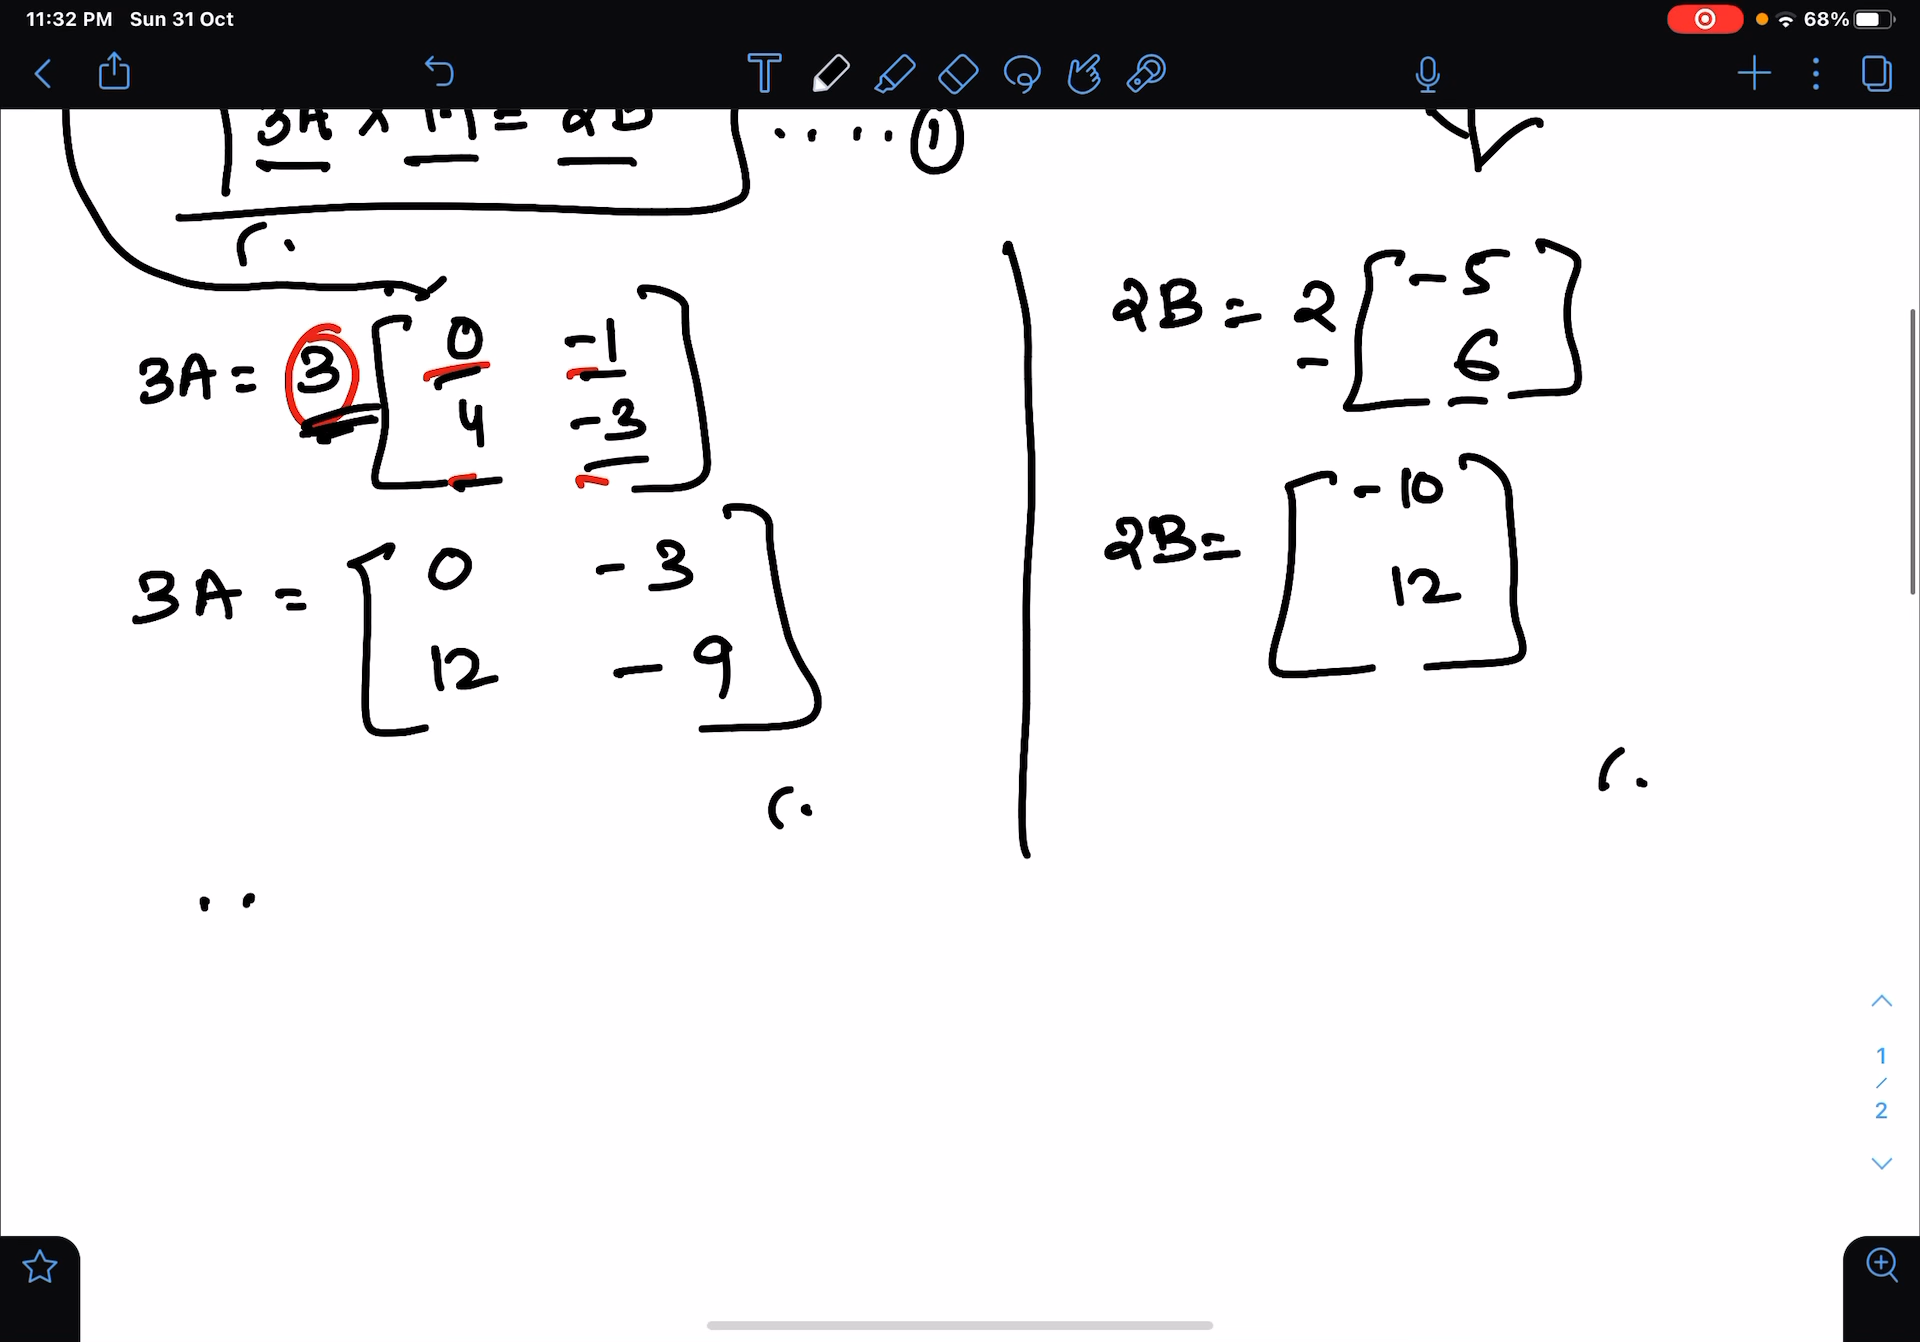 11:32 PM Sun 31 Oct
68%
3A × M = 2B ....①
3A = 3 [ 0 -1
4 -3 ]
3A = [ 0 -3
12 -9 ]
2B = 2 [ -5
6 ]
2B = [ -10
12 ]
1
/
2